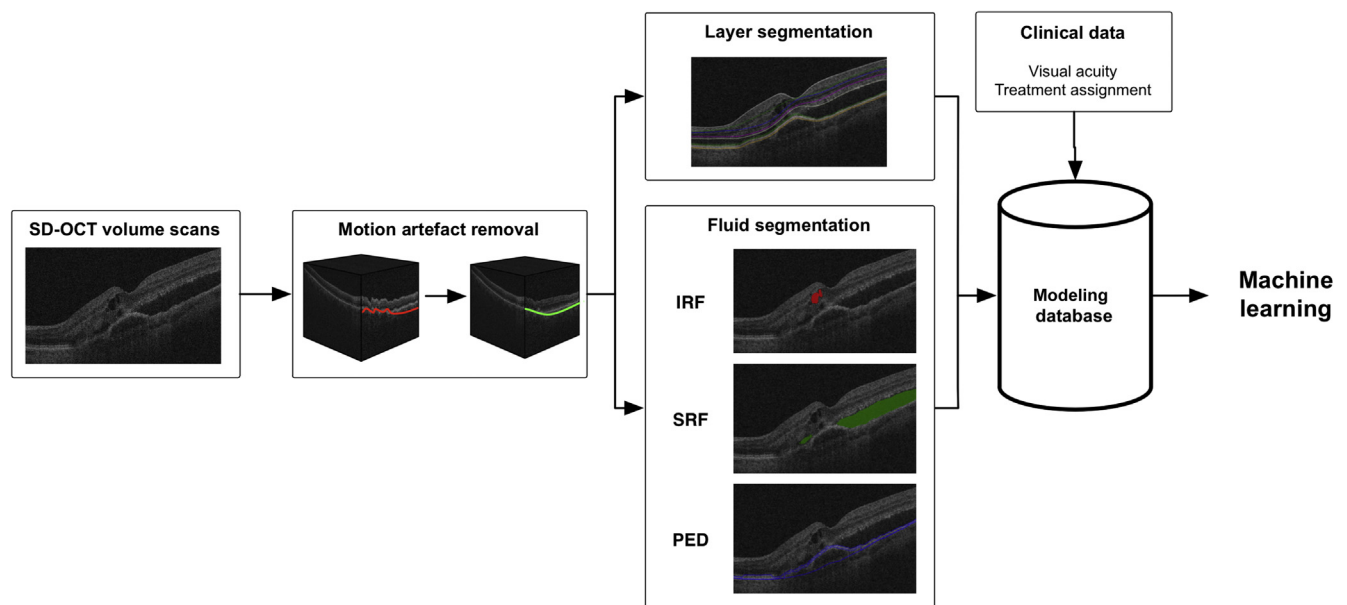 SD-OCT volume scans
Motion artefact removal
Layer segmentation
Fluid segmentation
IRF
SRF
PED
Clinical data
Visual acuity
Treatment assignment
Modeling
database
Machine
learning